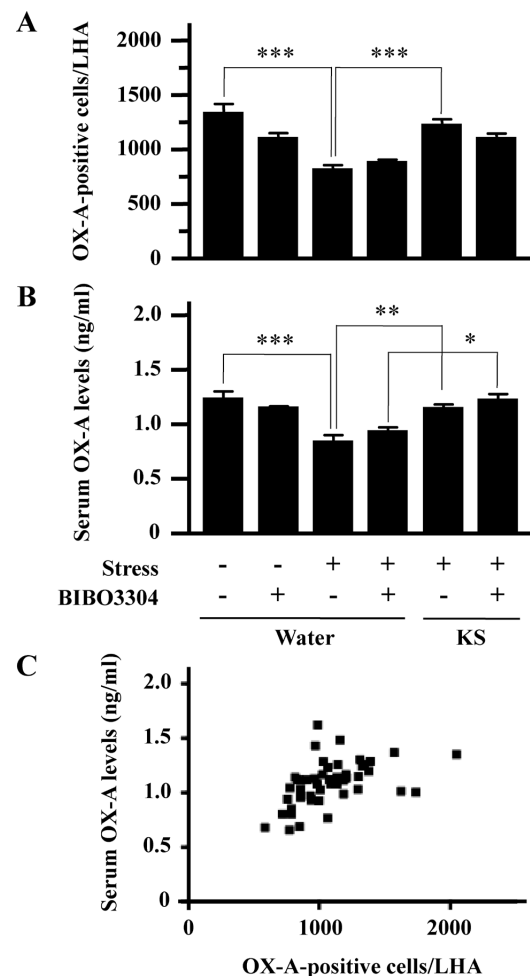 A
OX-A-positive cells/LHA
2000
1500
1000
500
0
*** ***
B
Serum OX-A levels (ng/ml)
2.0
1.5
1.0
0.5
0
*** ** *
Stress - - + + + +
BIBO3304 - + - + - +
Water KS
C
Serum OX-A levels (ng/ml)
2.0
1.5
1.0
0.5
0
0 1000 2000
OX-A-positive cells/LHA